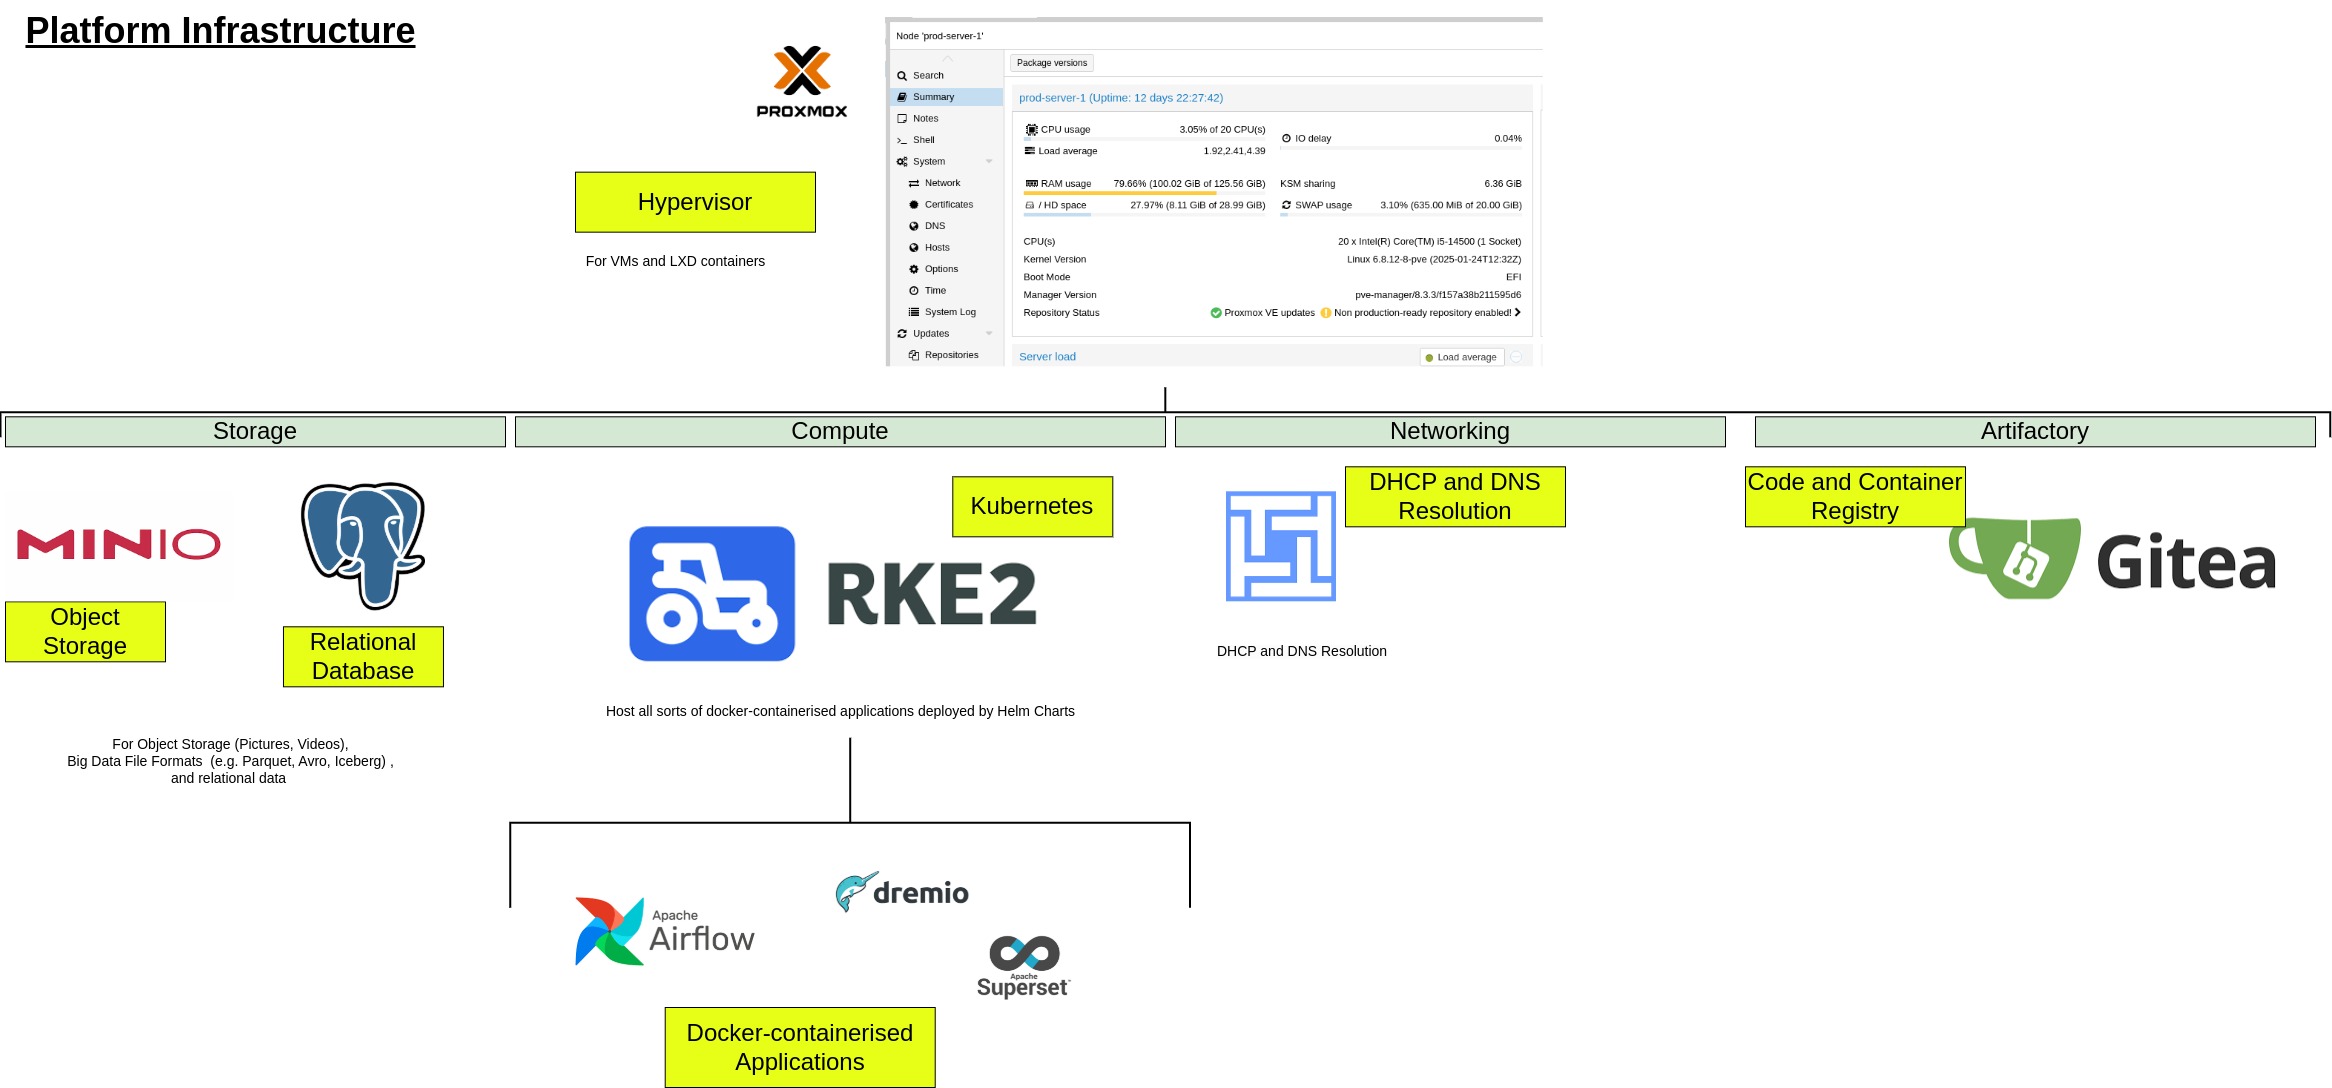 Platform Infrastructure
PROXMOX
Hypervisor
For VMs and LXD containers
Node 'prod-server-1'
Search
Summary
Notes
Shell
System
Network
Certificates
DNS
Hosts
Options
Time
System Log
Updates
Repositories
Package versions
prod-server-1 (Uptime: 12 days 22:27:42)
CPU usage 3.05% of 20 CPU(s)
IO delay 0.04%
Load average 1.92,2.41,4.39
RAM usage 79.66% (100.02 GiB of 125.56 GiB)
KSM sharing 6.36 GiB
/ HD space 27.97% (8.11 GiB of 28.99 GiB)
SWAP usage 3.10% (635.00 MiB of 20.00 GiB)
CPU(s) 20 x Intel(R) Core(TM) i5-14500 (1 Socket)
Kernel Version Linux 6.8.12-8-pve (2025-01-24T12:32Z)
Boot Mode EFI
Manager Version pve-manager/8.3.3/f157a38b211595d6
Repository Status Proxmox VE updates Non production-ready repository enabled!
Server load
Load average
Storage
MINIO
Object
Storage
Relational
Database
For Object Storage (Pictures, Videos),
Big Data File Formats (e.g. Parquet, Avro, Iceberg) ,
and relational data
Compute
Kubernetes
RKE2
Host all sorts of docker-containerised applications deployed by Helm Charts
Apache
Airflow
dremio
Apache
Superset
Docker-containerised
Applications
Networking
DHCP and DNS
Resolution
DHCP and DNS Resolution
Artifactory
Code and Container
Registry
Gitea